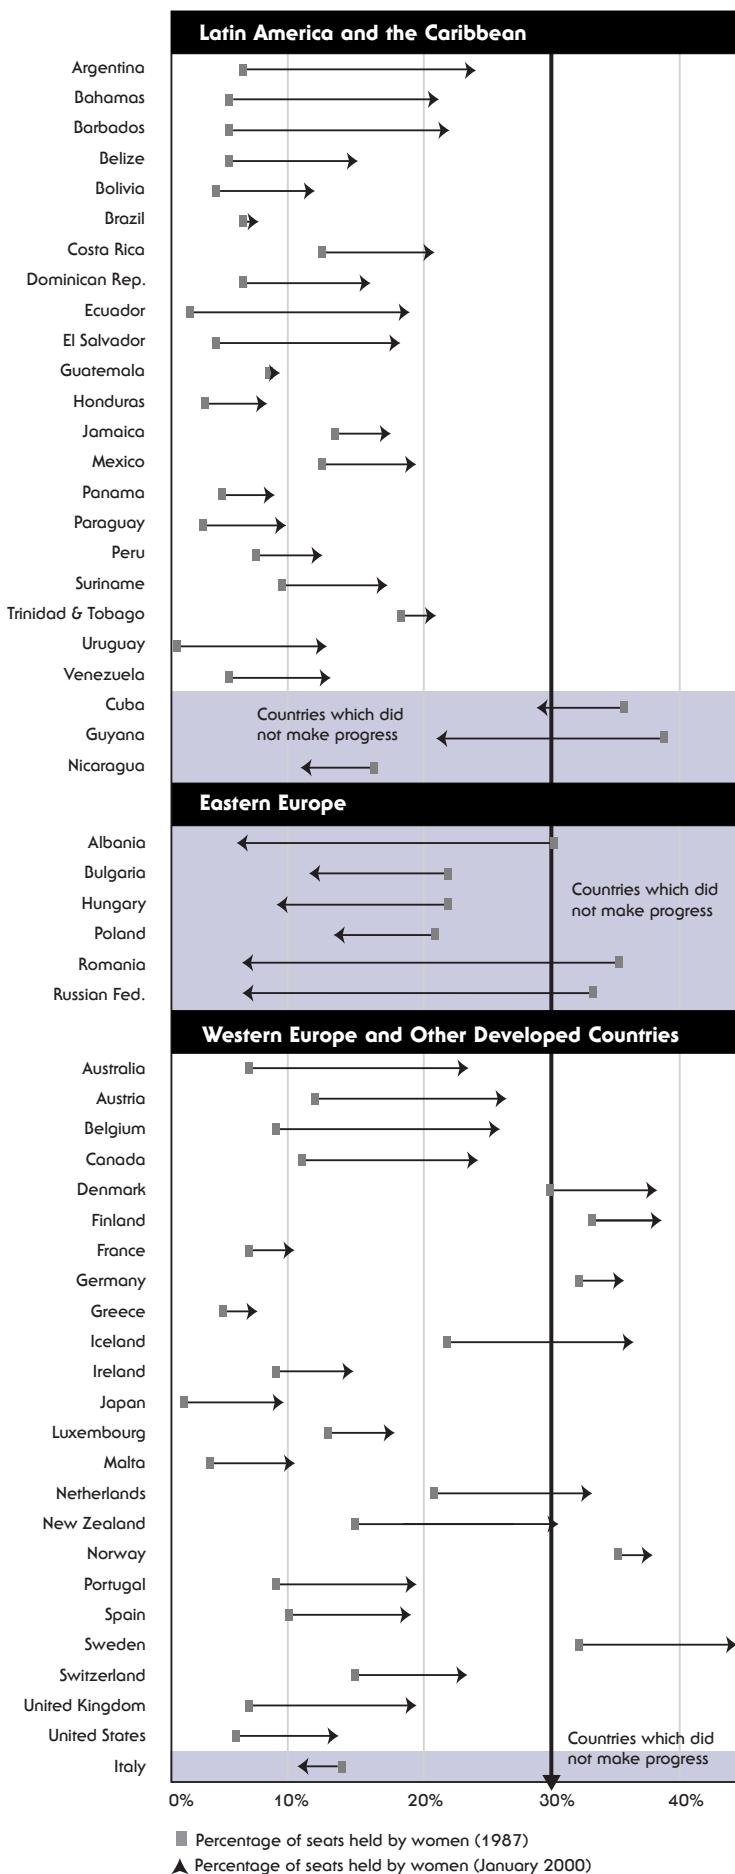 Latin America and the Caribbean
Argentina
Bahamas
Barbados
Belize
Bolivia
Brazil
Costa Rica
Dominican Rep.
Ecuador
El Salvador
Guatemala
Honduras
Jamaica
Mexico
Panama
Paraguay
Peru
Suriname
Trinidad & Tobago
Uruguay
Venezuela
Cuba
Guyana
Nicaragua
Countries which did
not make progress
Eastern Europe
Albania
Bulgaria
Hungary
Poland
Romania
Russian Fed.
Countries which did
not make progress
Western Europe and Other Developed Countries
Australia
Austria
Belgium
Canada
Denmark
Finland
France
Germany
Greece
Iceland
Ireland
Japan
Luxembourg
Malta
Netherlands
New Zealand
Norway
Portugal
Spain
Sweden
Switzerland
United Kingdom
United States
Italy
Countries which did
not make progress
0% 10% 20% 30% 40%
Percentage of seats held by women (1987)
Percentage of seats held by women (January 2000)